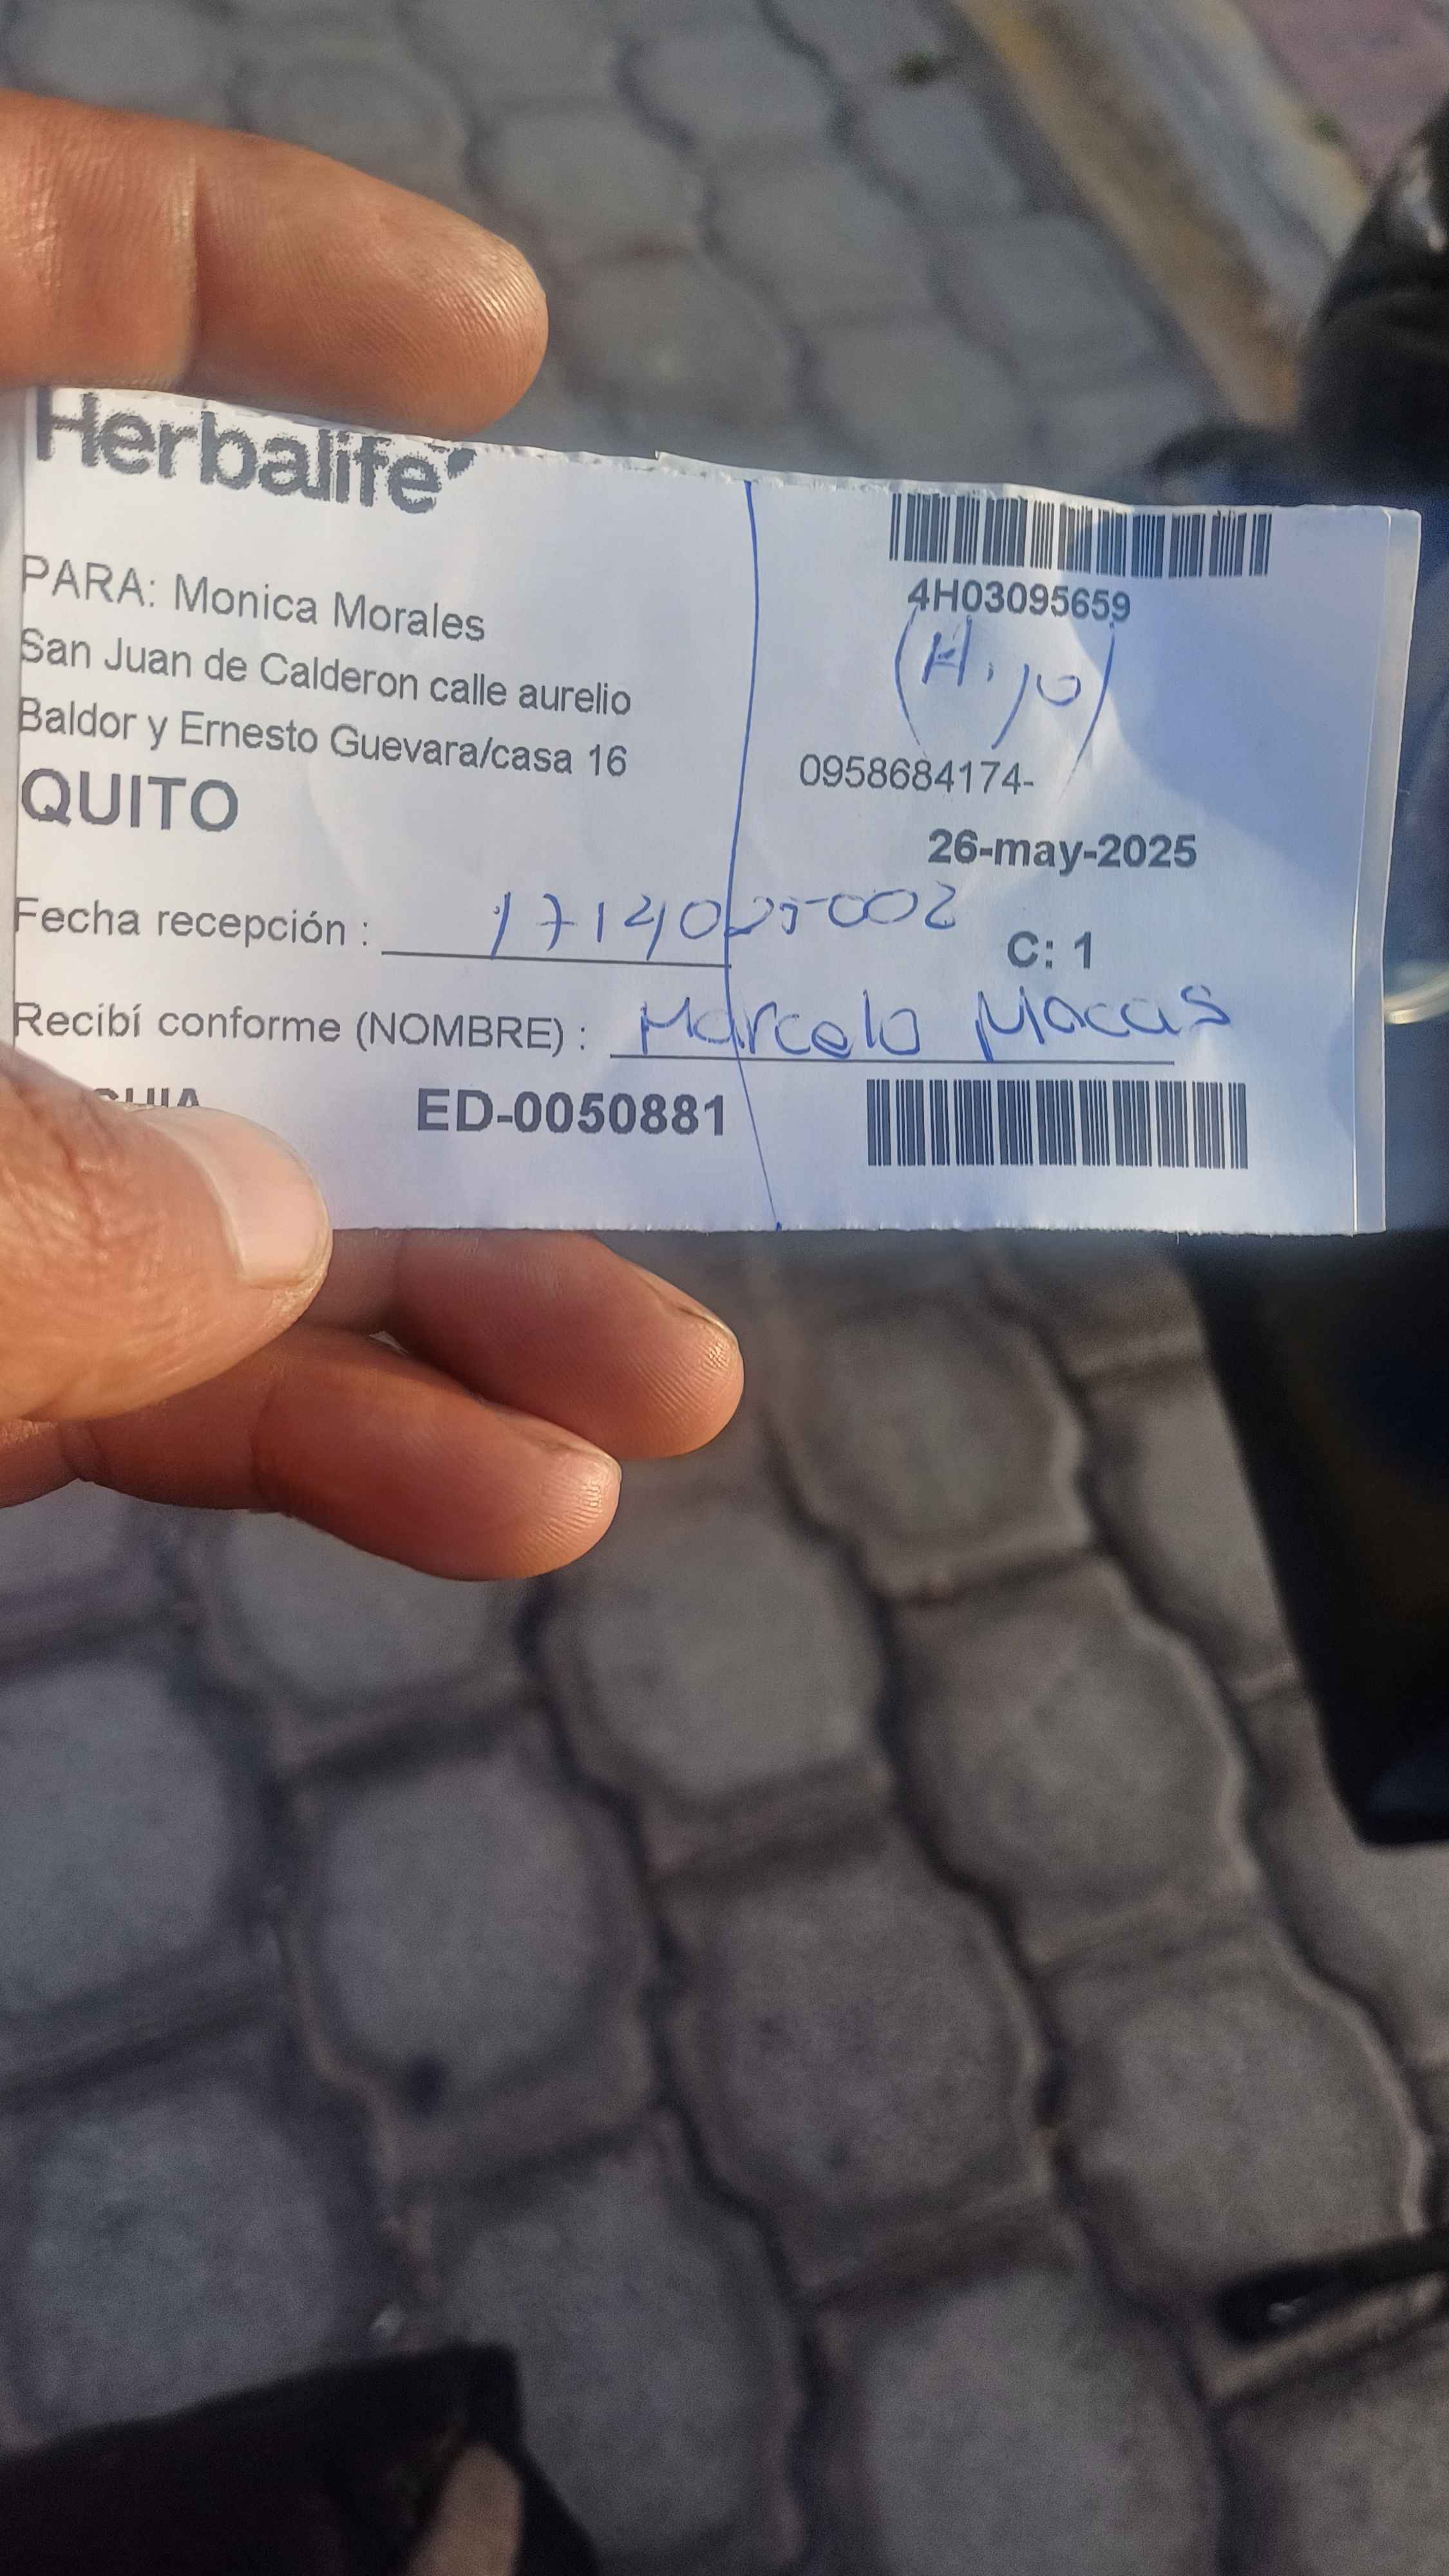 Herbalife
PARA: Monica Morales
San Juan de Calderon calle aurelio
Baldor y Ernesto Guevara/casa 16
QUITO
4H03095659
(Hijo)
0958684174-
26-may-2025
Fecha recepción :
C: 1
Recibí conforme (NOMBRE) : Marcelo Macas
ED-0050881